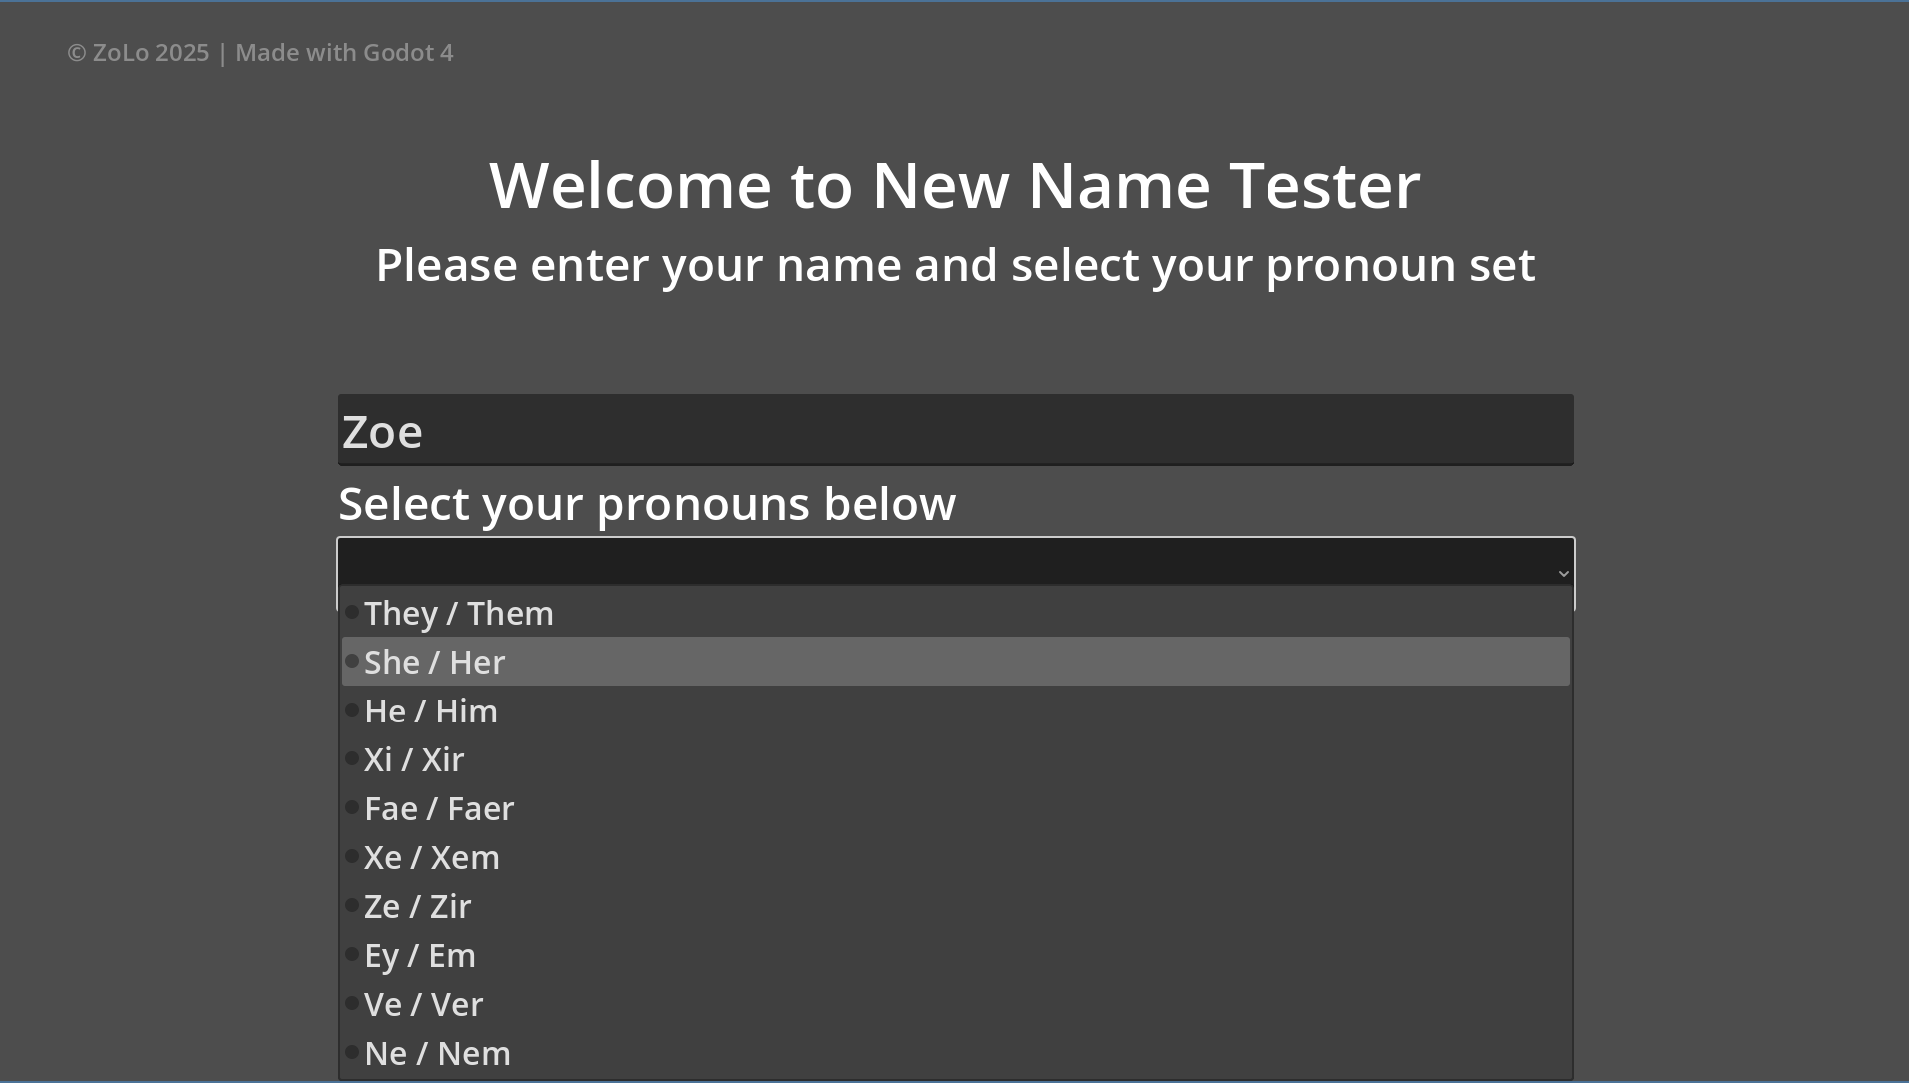 © ZoLo 2025 | Made with Godot 4
Welcome to New Name Tester
Please enter your name and select your pronoun set
Zoe
Select your pronouns below
They / Them
She / Her
He / Him
Xi / Xir
Fae / Faer
Xe / Xem
Ze / Zir
Ey / Em
Ve / Ver
Ne / Nem